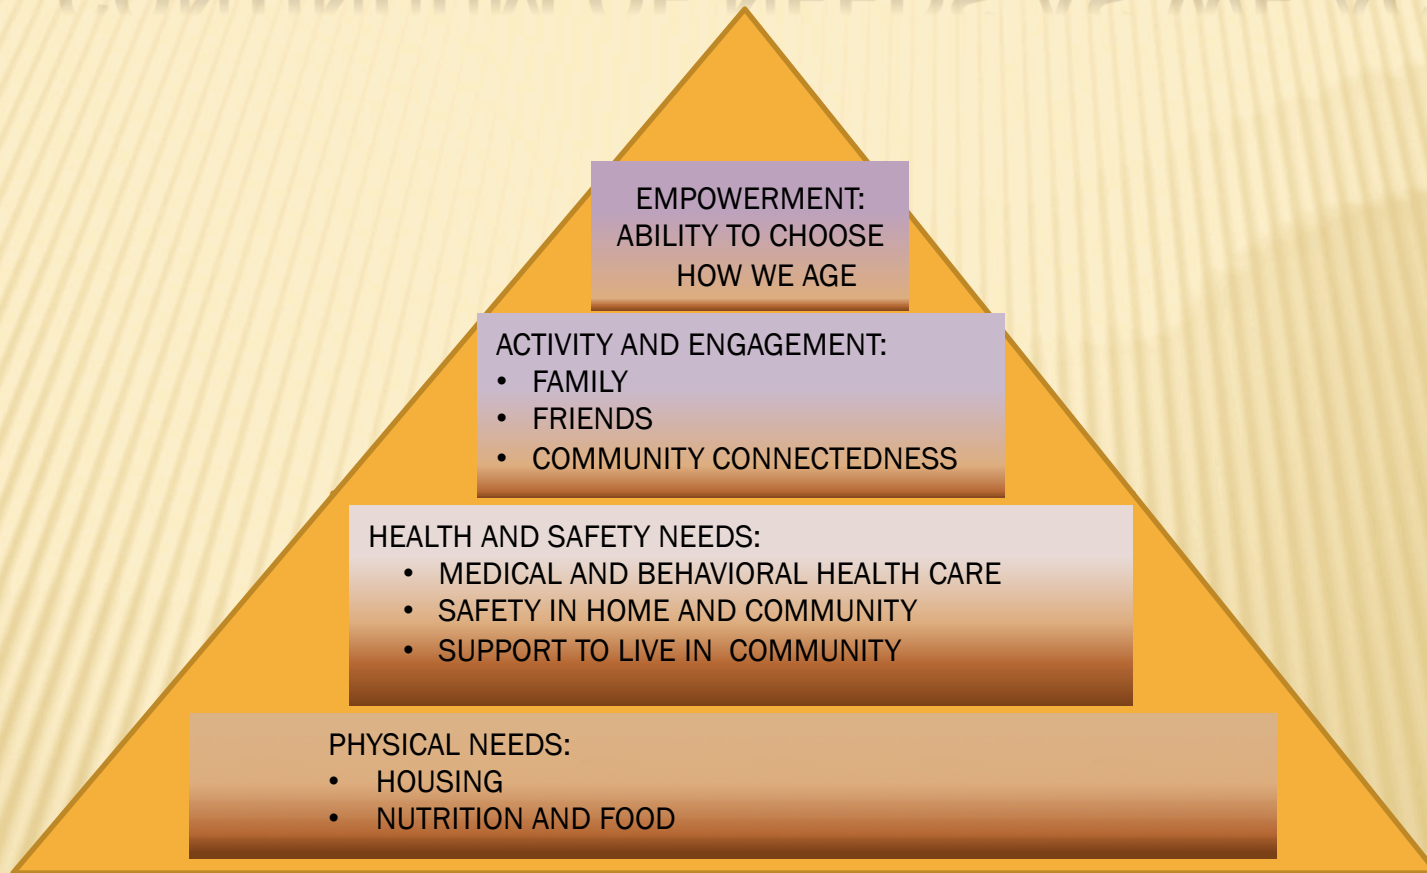 EMPOWERMENT:
ABILITY TO CHOOSE
HOW WE AGE
ACTIVITY AND ENGAGEMENT:
• FAMILY
• FRIENDS
• COMMUNITY CONNECTEDNESS
HEALTH AND SAFETY NEEDS:
• MEDICAL AND BEHAVIORAL HEALTH CARE
• SAFETY IN HOME AND COMMUNITY
• SUPPORT TO LIVE IN  COMMUNITY
PHYSICAL NEEDS:
• HOUSING
• NUTRITION AND FOOD